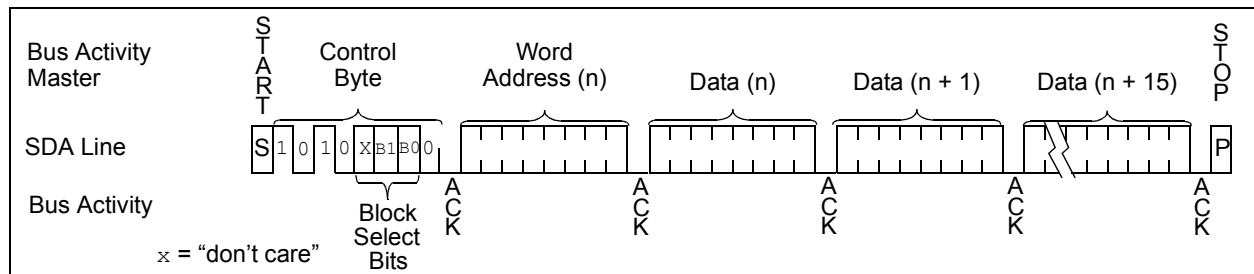 Bus Activity
Master
START
Control
Byte
Word
Address (n)
Data (n)
Data (n + 1)
Data (n + 15)
STOP
SDA Line
S 1 0 1 0 X B1 B0 0
P
Bus Activity
ACK
ACK
ACK
ACK
ACK
Block
Select
Bits
x = “don’t care”